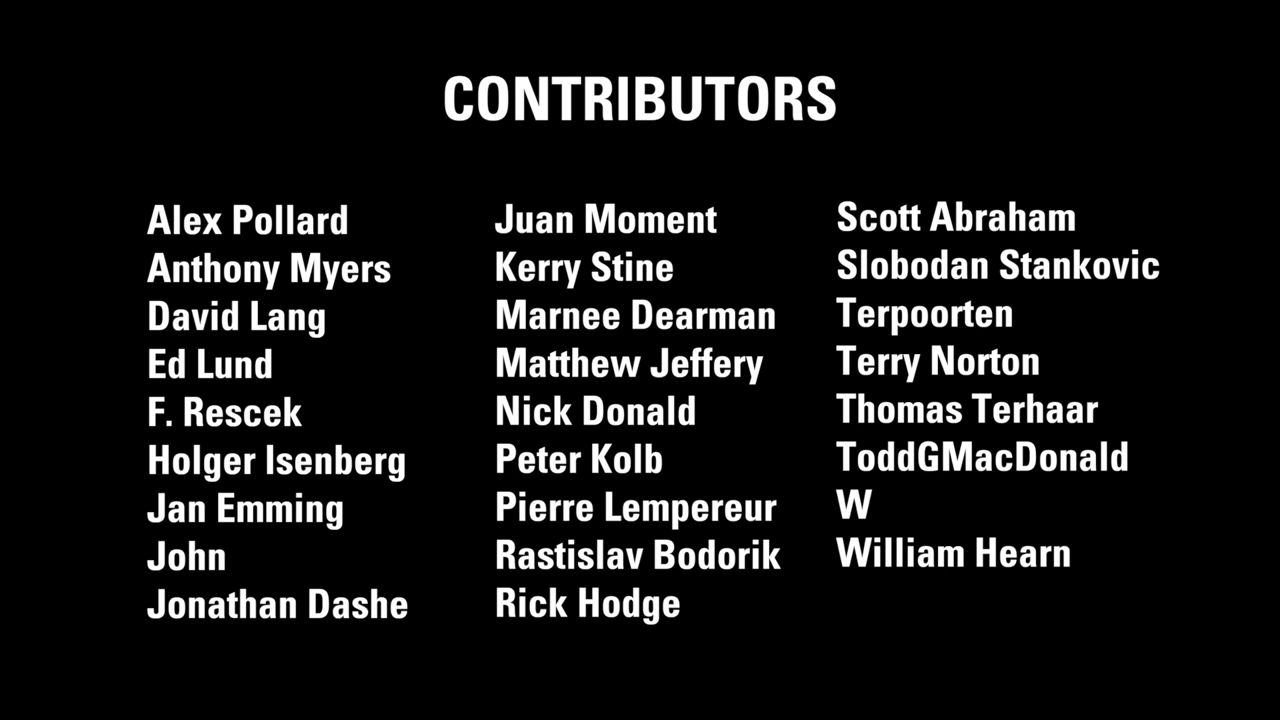 CONTRIBUTORS
Alex Pollard
Anthony Myers
David Lang
Ed Lund
F. Rescek
Holger Isenberg
Jan Emming
John
Jonathan Dashe
Juan Moment
Kerry Stine
Marnee Dearman
Matthew Jeffery
Nick Donald
Peter Kolb
Pierre Lempereur
Rastislav Bodorik
Rick Hodge
Scott Abraham
Slobodan Stankovic
Terpoorten
Terry Norton
Thomas Terhaar
ToddGMacDonald
W
William Hearn